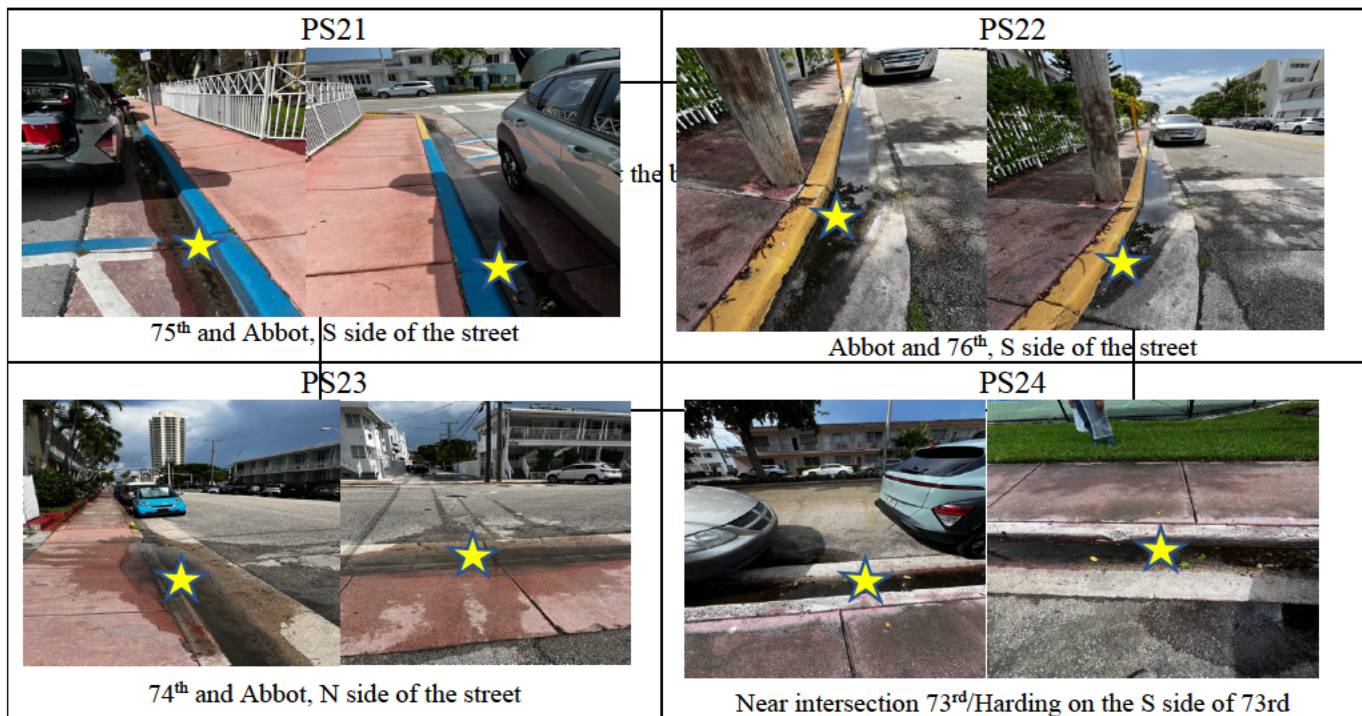 PS21
PS22
t the b
75th and Abbot, S side of the street
Abbot and 76th, S side of the street
PS23
PS24
74th and Abbot, N side of the street
Near intersection 73rd/Harding on the S side of 73rd